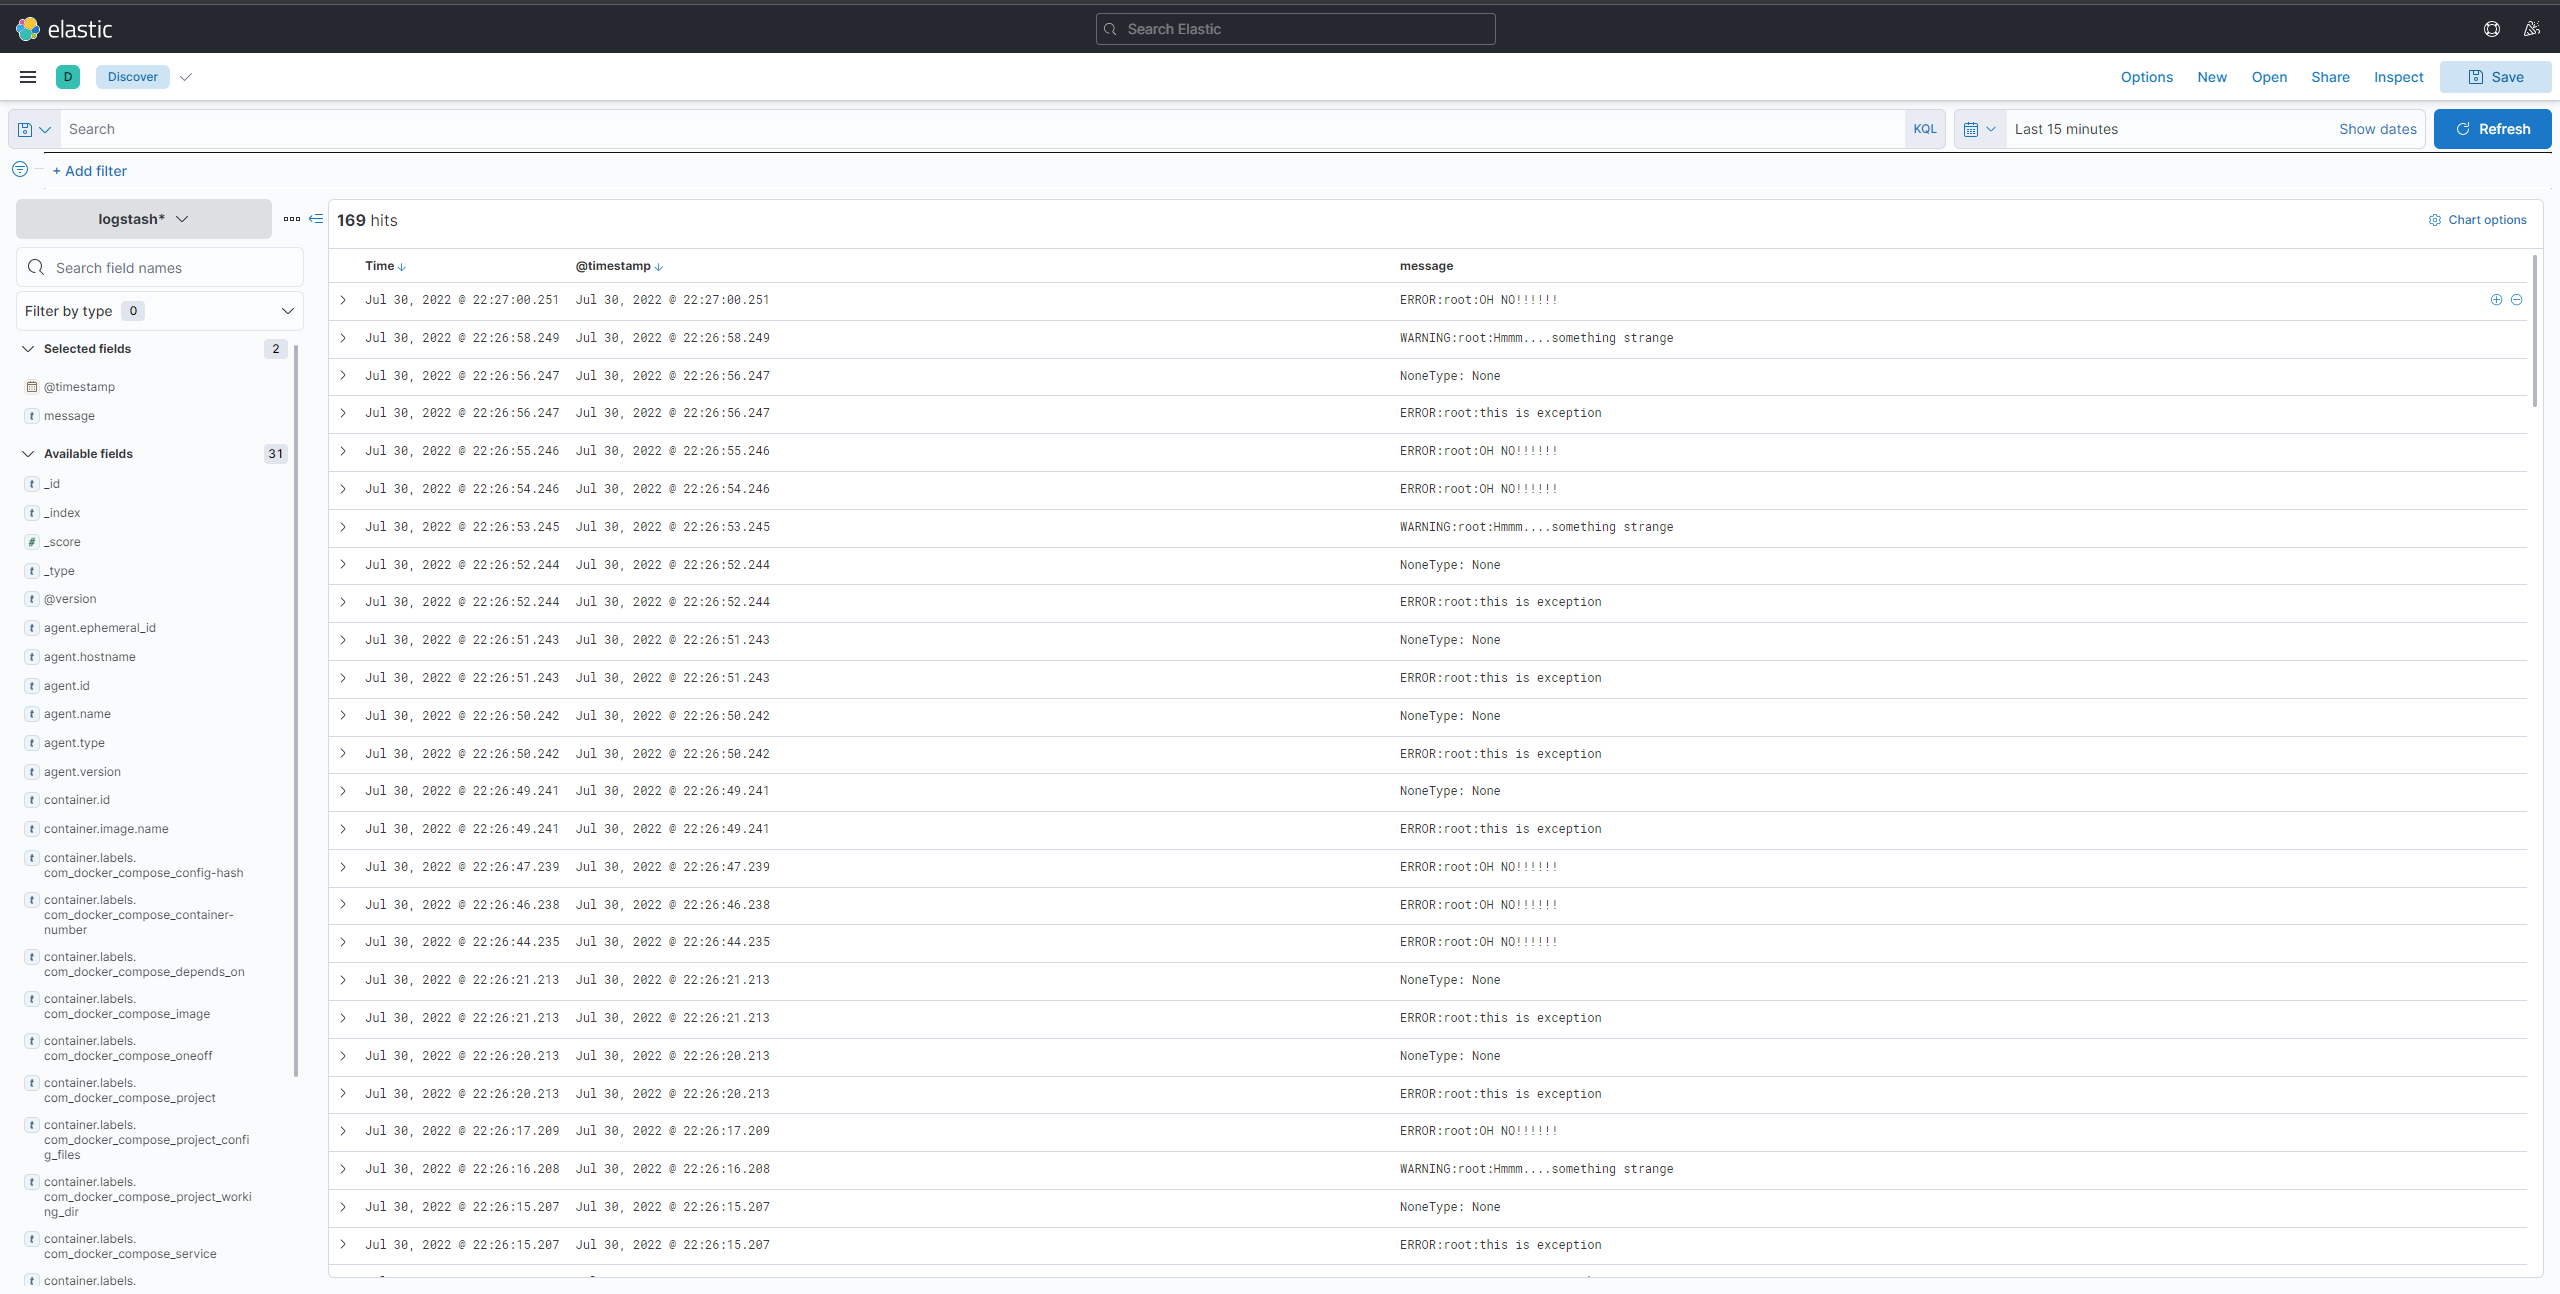 elastic
Search Elastic
D
Discover
Options
New
Open
Share
Inspect
Save
Search
KQL
Last 15 minutes
Show dates
Refresh
+ Add filter
logstash*
Search field names
Filter by type 0
Selected fields 2
@timestamp
t message
Available fields 31
t _id
t _index
# _score
t _type
t @version
t agent.ephemeral_id
t agent.hostname
t agent.id
t agent.name
t agent.type
t agent.version
t container.id
t container.image.name
t container.labels.
com_docker_compose_config-hash
t container.labels.
com_docker_compose_container-
number
t container.labels.
com_docker_compose_depends_on
t container.labels.
com_docker_compose_image
t container.labels.
com_docker_compose_oneoff
t container.labels.
com_docker_compose_project
t container.labels.
com_docker_compose_project_confi
g_files
t container.labels.
com_docker_compose_project_worki
ng_dir
t container.labels.
com_docker_compose_service
t container.labels.
169 hits
Chart options
Time @timestamp message
Jul 30, 2022 @ 22:27:00.251 Jul 30, 2022 @ 22:27:00.251 ERROR:root:OH NO!!!!!!
Jul 30, 2022 @ 22:26:58.249 Jul 30, 2022 @ 22:26:58.249 WARNING:root:Hmmm....something strange
Jul 30, 2022 @ 22:26:56.247 Jul 30, 2022 @ 22:26:56.247 NoneType: None
Jul 30, 2022 @ 22:26:56.247 Jul 30, 2022 @ 22:26:56.247 ERROR:root:this is exception
Jul 30, 2022 @ 22:26:55.246 Jul 30, 2022 @ 22:26:55.246 ERROR:root:OH NO!!!!!!
Jul 30, 2022 @ 22:26:54.246 Jul 30, 2022 @ 22:26:54.246 ERROR:root:OH NO!!!!!!
Jul 30, 2022 @ 22:26:53.245 Jul 30, 2022 @ 22:26:53.245 WARNING:root:Hmmm....something strange
Jul 30, 2022 @ 22:26:52.244 Jul 30, 2022 @ 22:26:52.244 NoneType: None
Jul 30, 2022 @ 22:26:52.244 Jul 30, 2022 @ 22:26:52.244 ERROR:root:this is exception
Jul 30, 2022 @ 22:26:51.243 Jul 30, 2022 @ 22:26:51.243 NoneType: None
Jul 30, 2022 @ 22:26:51.243 Jul 30, 2022 @ 22:26:51.243 ERROR:root:this is exception
Jul 30, 2022 @ 22:26:50.242 Jul 30, 2022 @ 22:26:50.242 NoneType: None
Jul 30, 2022 @ 22:26:50.242 Jul 30, 2022 @ 22:26:50.242 ERROR:root:this is exception
Jul 30, 2022 @ 22:26:49.241 Jul 30, 2022 @ 22:26:49.241 NoneType: None
Jul 30, 2022 @ 22:26:49.241 Jul 30, 2022 @ 22:26:49.241 ERROR:root:this is exception
Jul 30, 2022 @ 22:26:47.239 Jul 30, 2022 @ 22:26:47.239 ERROR:root:OH NO!!!!!!
Jul 30, 2022 @ 22:26:46.238 Jul 30, 2022 @ 22:26:46.238 ERROR:root:OH NO!!!!!!
Jul 30, 2022 @ 22:26:44.235 Jul 30, 2022 @ 22:26:44.235 ERROR:root:OH NO!!!!!!
Jul 30, 2022 @ 22:26:21.213 Jul 30, 2022 @ 22:26:21.213 NoneType: None
Jul 30, 2022 @ 22:26:21.213 Jul 30, 2022 @ 22:26:21.213 ERROR:root:this is exception
Jul 30, 2022 @ 22:26:20.213 Jul 30, 2022 @ 22:26:20.213 NoneType: None
Jul 30, 2022 @ 22:26:20.213 Jul 30, 2022 @ 22:26:20.213 ERROR:root:this is exception
Jul 30, 2022 @ 22:26:17.209 Jul 30, 2022 @ 22:26:17.209 ERROR:root:OH NO!!!!!!
Jul 30, 2022 @ 22:26:16.208 Jul 30, 2022 @ 22:26:16.208 WARNING:root:Hmmm....something strange
Jul 30, 2022 @ 22:26:15.207 Jul 30, 2022 @ 22:26:15.207 NoneType: None
Jul 30, 2022 @ 22:26:15.207 Jul 30, 2022 @ 22:26:15.207 ERROR:root:this is exception